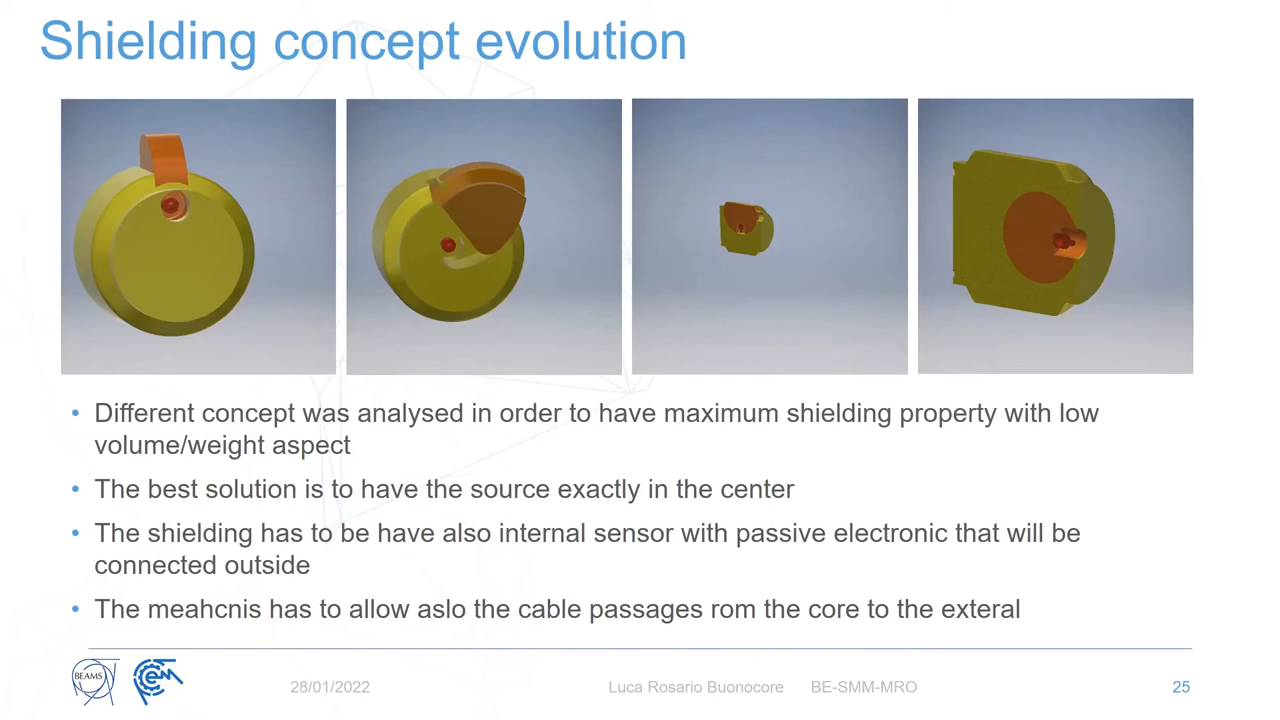 Shielding concept evolution
• Different concept was analysed in order to have maximum shielding property with low
volume/weight aspect
• The best solution is to have the source exactly in the center
• The shielding has to be have also internal sensor with passive electronic that will be
connected outside
• The meahcnis has to allow aslo the cable passages rom the core to the exteral
BEAMS
28/01/2022
Luca Rosario Buonocore BE-SMM-MRO
25